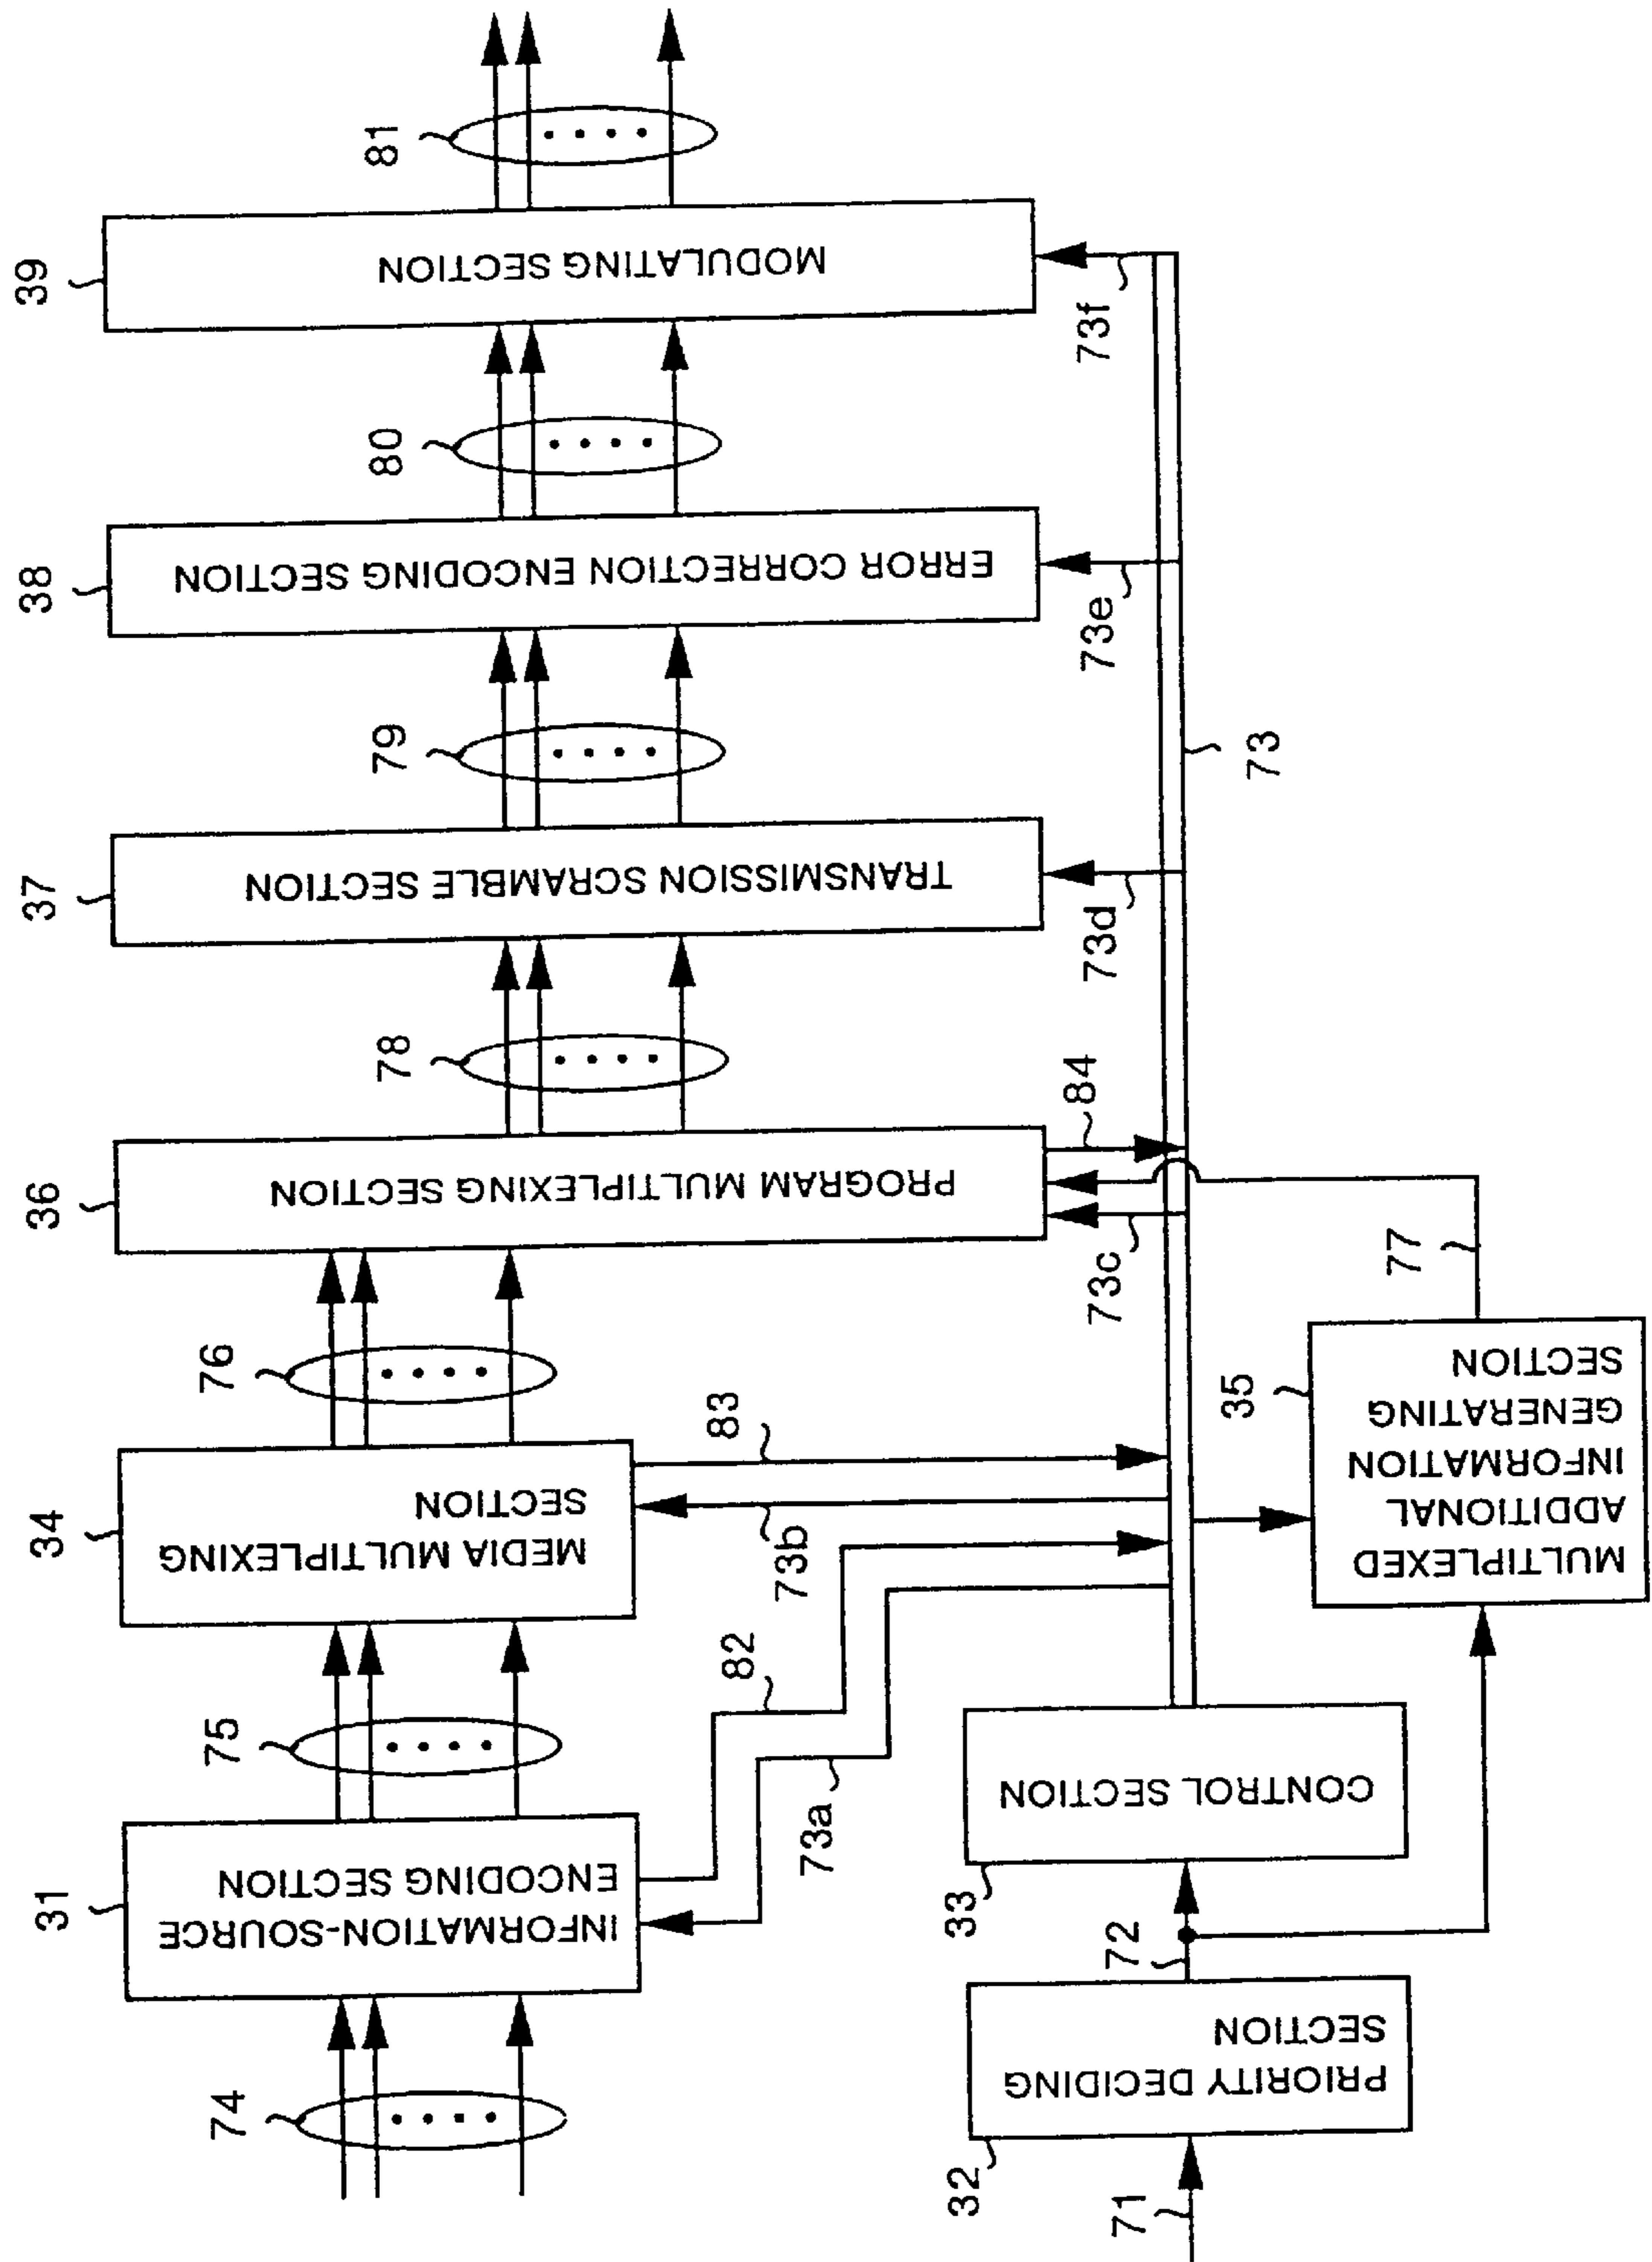 39
MODULATING SECTION
81
73f
38
ERROR CORRECTION ENCODING SECTION
80
73e
37
TRANSMISSION SCRAMBLE SECTION
79
73d
73
36
PROGRAM MULTIPLEXING SECTION
78
84
73c
77
34
MEDIA MULTIPLEXING
SECTION
76
83
73b
35
MULTIPLEXED
ADDITIONAL
INFORMATION
GENERATING
SECTION
31
INFORMATION-SOURCE
ENCODING SECTION
75
82
73a
33
CONTROL SECTION
72
74
32
PRIORITY DECIDING
SECTION
71